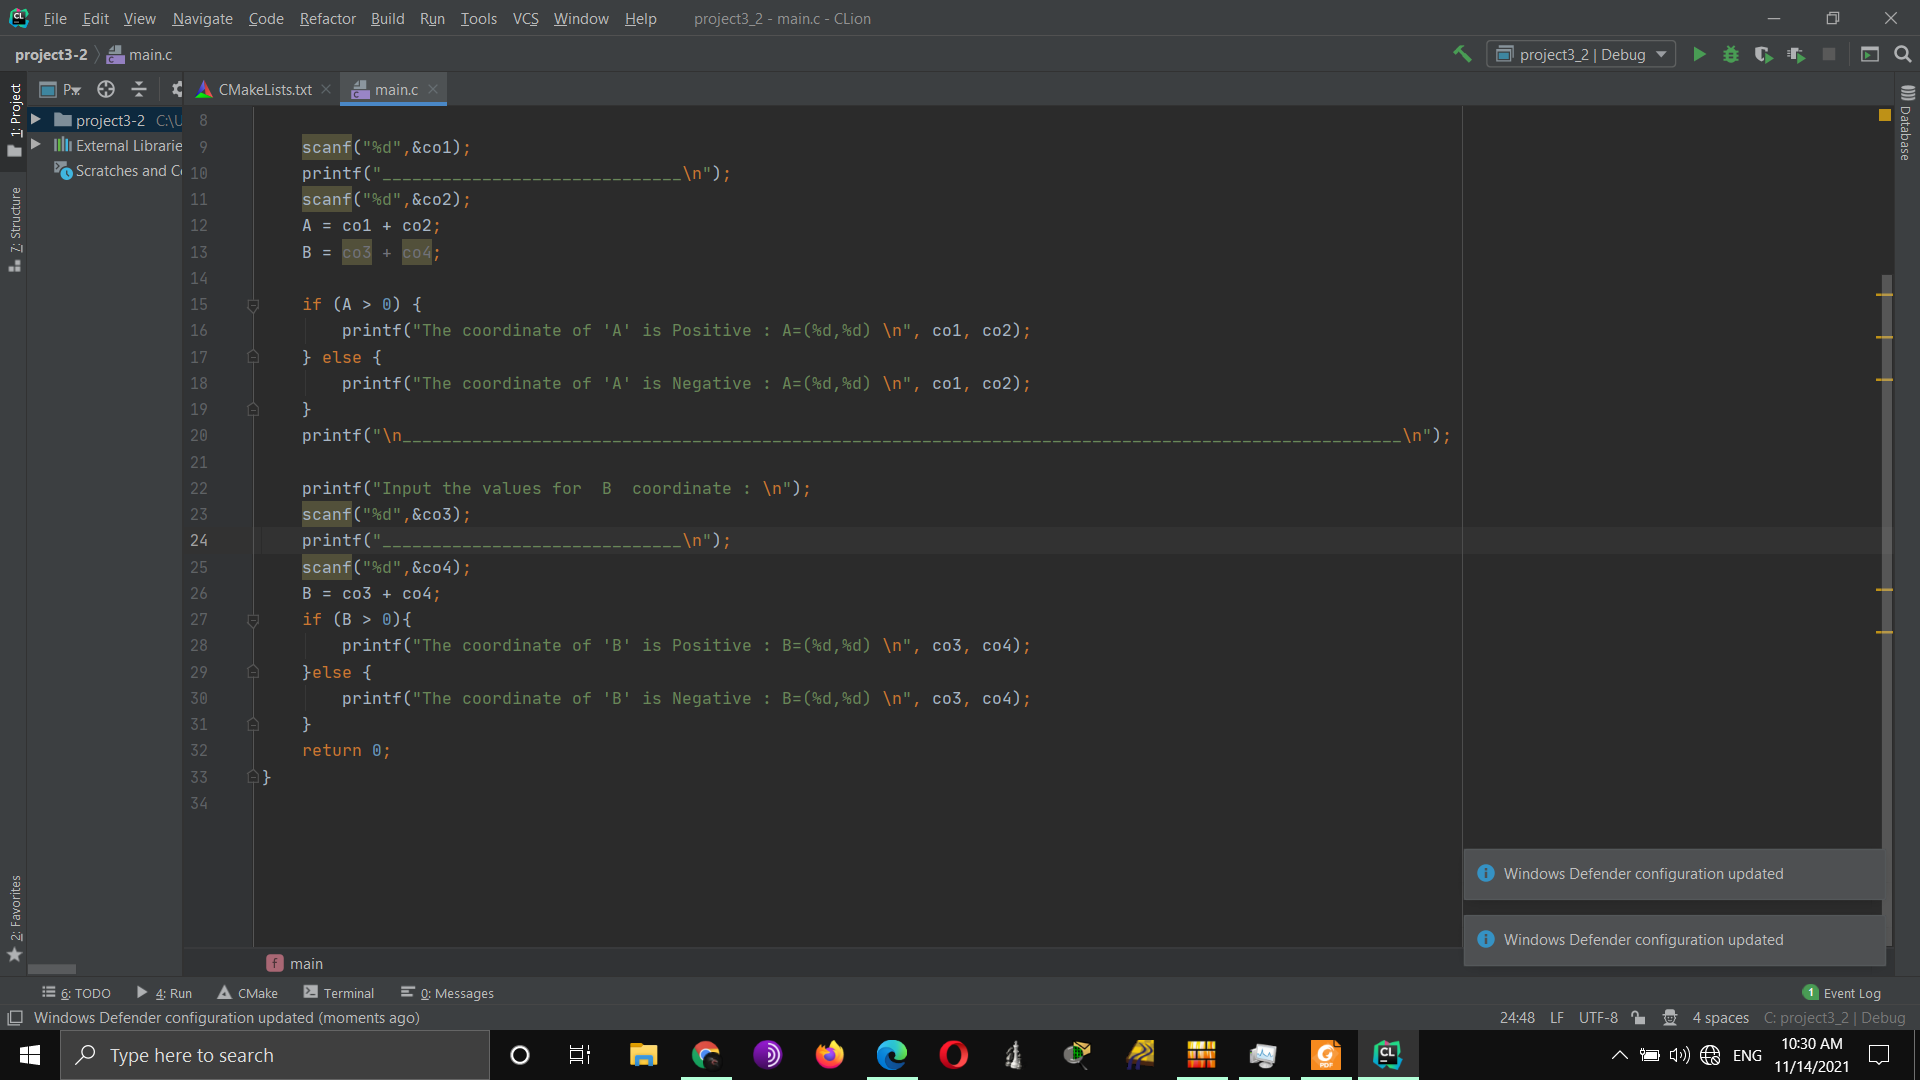 File Edit View Navigate Code Refactor Build Run Tools VCS Window Help project3_2 - main.c - CLion
project3-2 main.c project3_2 | Debug
1: Project
7: Structure
2: Favorites
P... CMakeLists.txt main.c
project3-2 C:\U
External Librarie
Scratches and Co
8
9 scanf("%d",&co1);
10 printf("______________________________\n");
11 scanf("%d",&co2);
12 A = co1 + co2;
13 B = co3 + co4;
14
15 if (A > 0) {
16 printf("The coordinate of 'A' is Positive : A=(%d,%d) \n", co1, co2);
17 } else {
18 printf("The coordinate of 'A' is Negative : A=(%d,%d) \n", co1, co2);
19 }
20 printf("\n____________________________________________________________________________________________________\n");
21
22 printf("Input the values for  B  coordinate : \n");
23 scanf("%d",&co3);
24 printf("______________________________\n");
25 scanf("%d",&co4);
26 B = co3 + co4;
27 if (B > 0){
28 printf("The coordinate of 'B' is Positive : B=(%d,%d) \n", co3, co4);
29 }else {
30 printf("The coordinate of 'B' is Negative : B=(%d,%d) \n", co3, co4);
31 }
32 return 0;
33 }
34
Database
Windows Defender configuration updated
Windows Defender configuration updated
f main
6: TODO 4: Run CMake Terminal 0: Messages 1 Event Log
Windows Defender configuration updated (moments ago) 24:48 LF UTF-8 4 spaces C: project3_2 | Debug
Type here to search
ENG 10:30 AM
11/14/2021